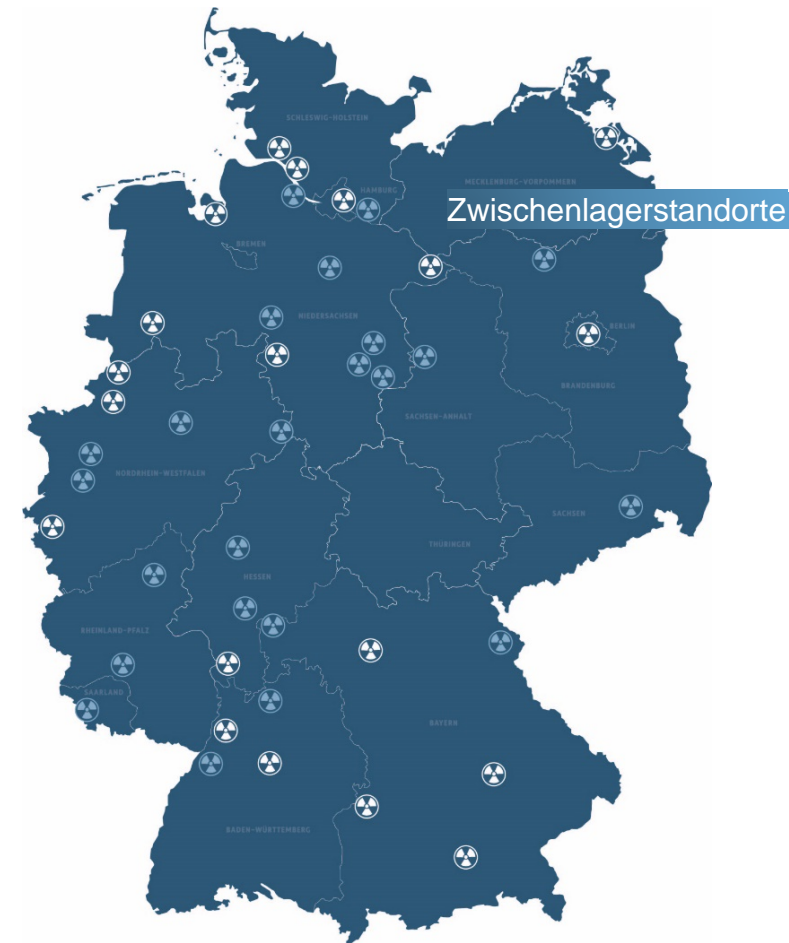 SCHLESWIG-HOLSTEIN
MECKLENBURG-VORPOMMERN
HAMBURG
Zwischenlagerstandorte
BREMEN
NIEDERSACHSEN
BERLIN
BRANDENBURG
SACHSEN-ANHALT
NORDRHEIN-WESTFALEN
SACHSEN
THÜRINGEN
HESSEN
RHEINLAND-PFALZ
SAARLAND
BAYERN
BADEN-WÜRTTEMBERG